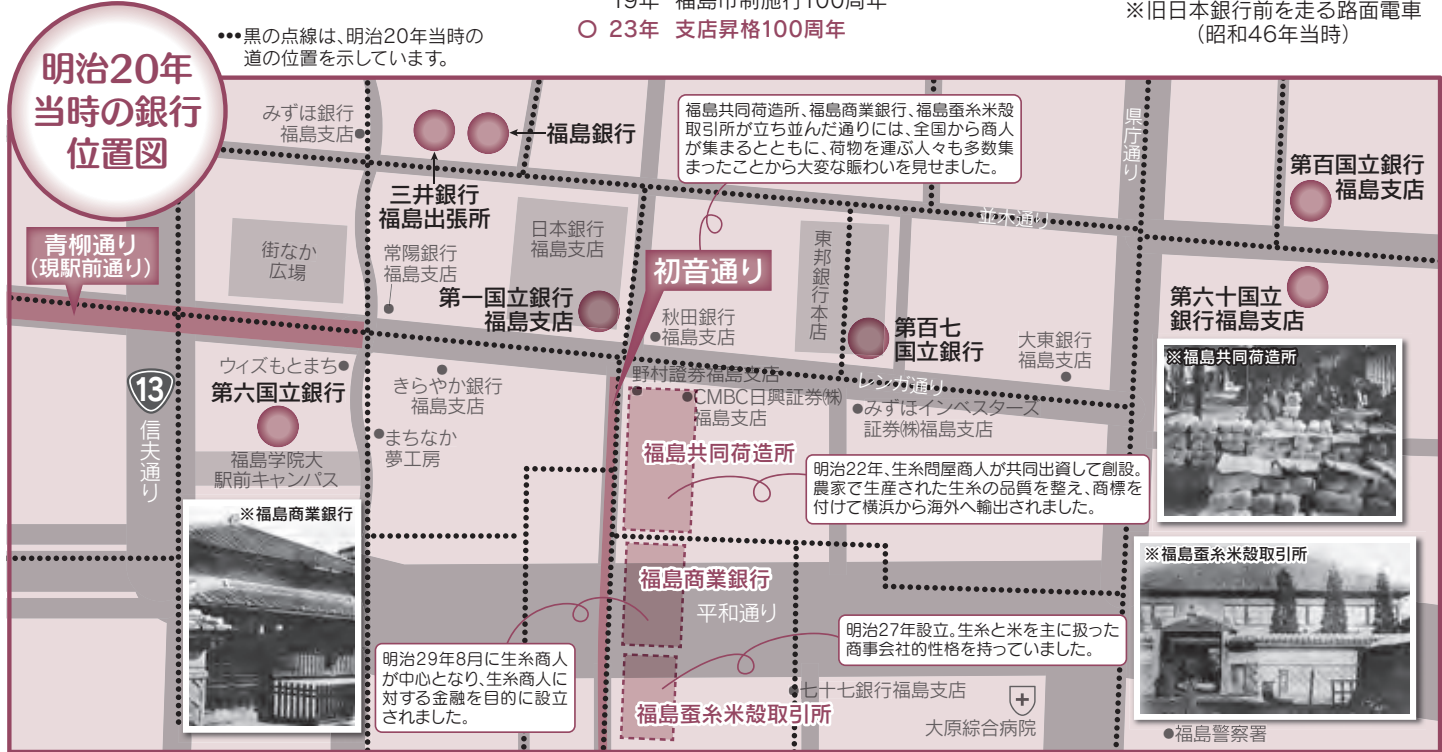 19年 福島市制施行100周年
○ 23年 支店昇格100周年
※旧日本銀行前を走る路面電車
(昭和46年当時)
•••黒の点線は、明治20年当時の
道の位置を示しています。
明治20年
当時の銀行
位置図
みずほ銀行
福島支店
福島銀行
三井銀行
福島出張所
福島共同荷造所、福島商業銀行、福島蚕糸米殻
取引所が立ち並んだ通りには、全国から商人
が集まるとともに、荷物を運ぶ人々も多数集
まったことから大変な賑わいを見せました。
県庁通り
第百国立銀行
福島支店
並木通り
青柳通り
(現駅前通り)
街なか
広場
常陽銀行
福島支店
日本銀行
福島支店
第一国立銀行
福島支店
初音通り
秋田銀行
福島支店
東邦銀行本店
第百七
国立銀行
大東銀行
福島支店
第六十国立
銀行福島支店
※福島共同荷造所
ウィズもとまち
第六国立銀行
13
信夫通り
福島学院大
駅前キャンパス
きらやか銀行
福島支店
まちなか
夢工房
野村證券福島支店
CMBC日興証券㈱
福島支店
レンガ通り
みずほインベスターズ
証券㈱福島支店
福島共同荷造所
明治22年、生糸問屋商人が共同出資して創設。
農家で生産された生糸の品質を整え、商標を
付けて横浜から海外へ輸出されました。
※福島商業銀行
福島商業銀行
平和通り
※福島蚕糸米殻取引所
明治29年8月に生糸商人
が中心となり、生糸商人に
対する金融を目的に設立
されました。
明治27年設立。生糸と米を主に扱った
商事会社的性格を持っていました。
福島蚕糸米殻取引所
七十七銀行福島支店
大原綜合病院
福島警察署